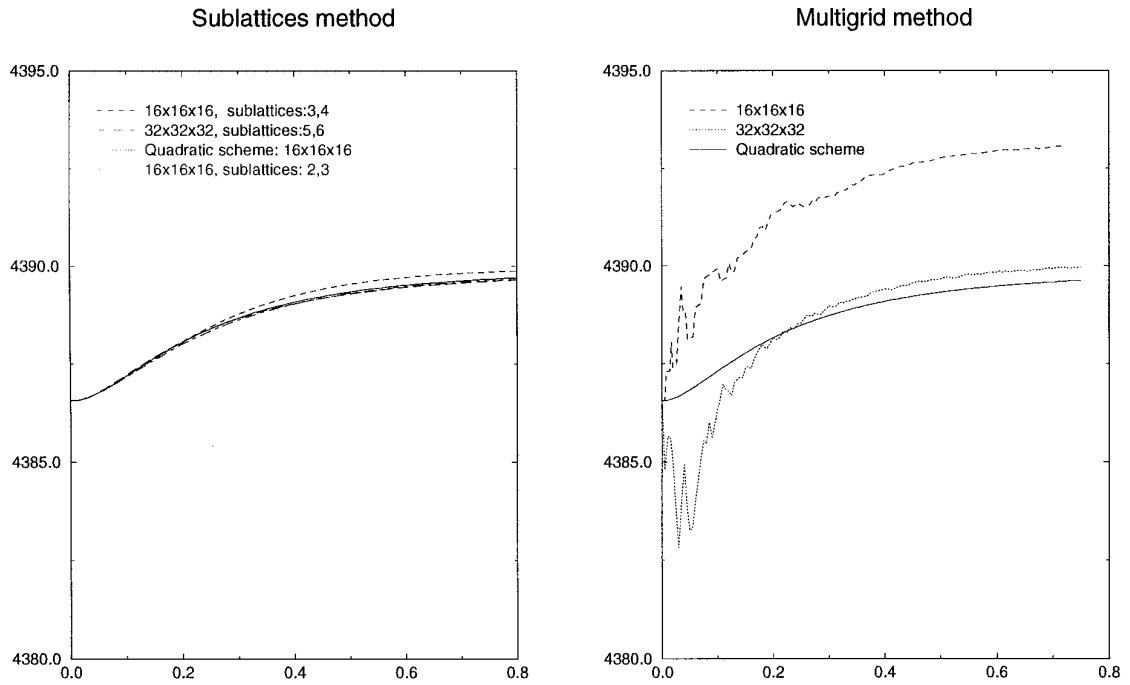 Sublattices method
4395.0
4390.0
4385.0
4380.0
0.0 0.2 0.4 0.6 0.8
16x16x16, sublattices:3,4
32x32x32, sublattices:5,6
Quadratic scheme: 16x16x16
16x16x16, sublattices: 2,3
Multigrid method
4395.0
4390.0
4385.0
4380.0
0.0 0.2 0.4 0.6 0.8
16x16x16
32x32x32
Quadratic scheme